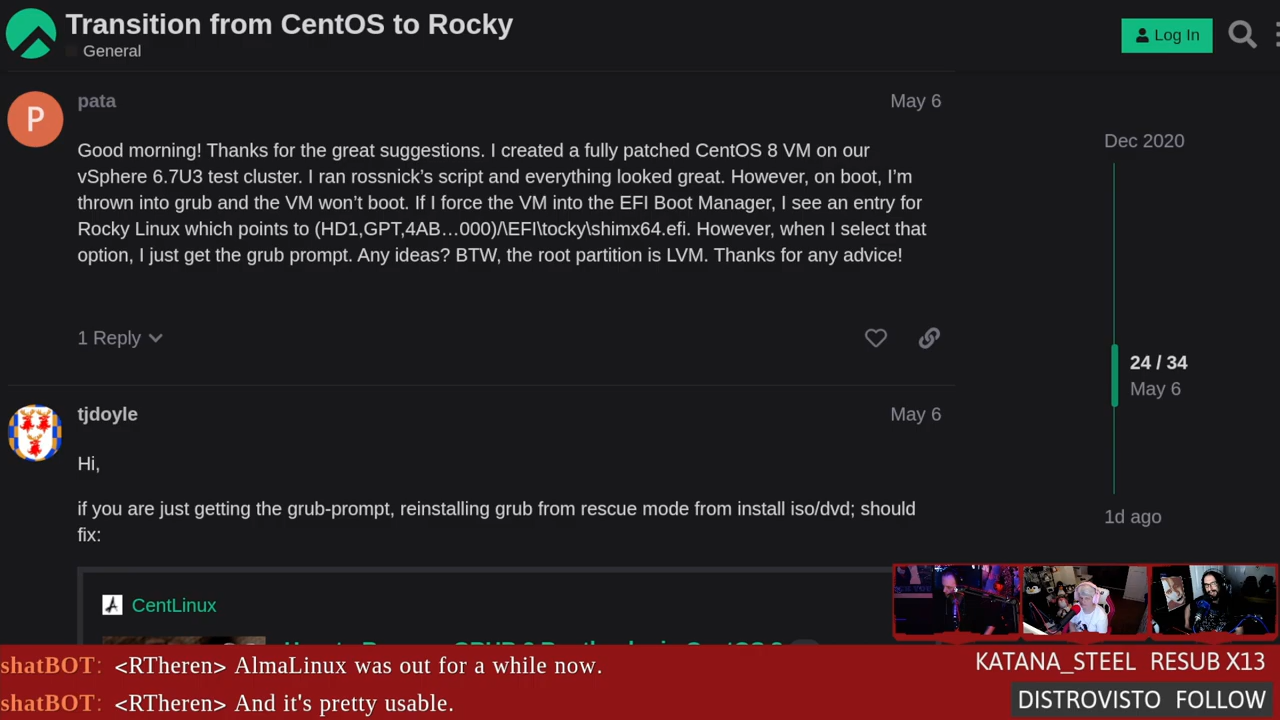 Transition from CentOS to Rocky
General
Log In
P
pata
May 6
Good morning! Thanks for the great suggestions. I created a fully patched CentOS 8 VM on our
vSphere 6.7U3 test cluster. I ran rossnick’s script and everything looked great. However, on boot, I’m
thrown into grub and the VM won’t boot. If I force the VM into the EFI Boot Manager, I see an entry for
Rocky Linux which points to (HD1,GPT,4AB…000)/\EFI\tocky\shimx64.efi. However, when I select that
option, I just get the grub prompt. Any ideas? BTW, the root partition is LVM. Thanks for any advice!
1 Reply
Dec 2020
24 / 34
May 6
1d ago
tjdoyle
May 6
Hi,
if you are just getting the grub-prompt, reinstalling grub from rescue mode from install iso/dvd; should
fix:
CentLinux
shatBOT: <RTheren> AlmaLinux was out for a while now.
shatBOT: <RTheren> And it's pretty usable.
KATANA_STEEL RESUB X13
DISTROVISTO FOLLOW